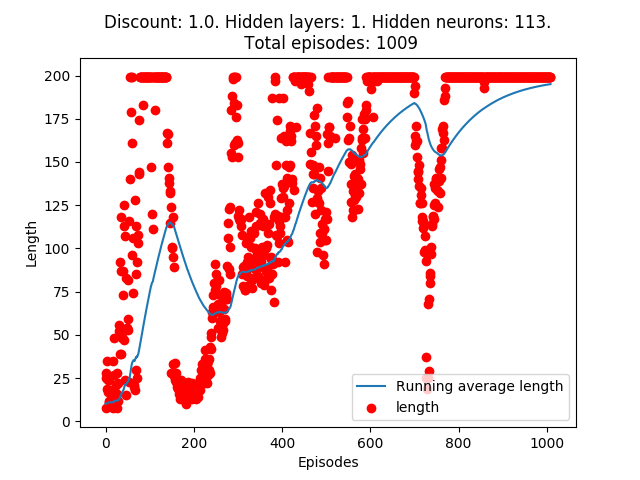 Discount: 1.0. Hidden layers: 1. Hidden neurons: 113.
Total episodes: 1009
200
175
150
125
100
75
50
25
0
Length
0 200 400 600 800 1000
Episodes
Running average length
length